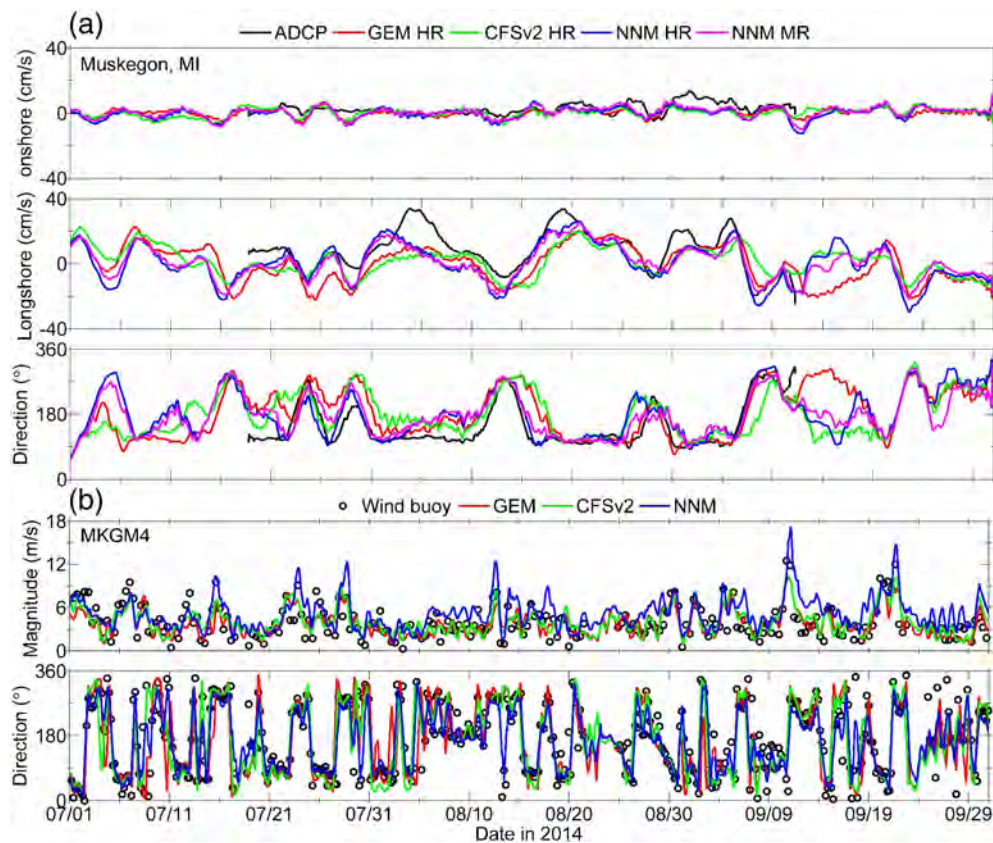 (a)
ADCP GEM HR CFSv2 HR NNM HR NNM MR
40
Muskegon, MI
onshore (cm/s)
0
-40
40
Longshore (cm/s)
0
-40
360
Direction (°)
180
0
(b)
Wind buoy GEM CFSv2 NNM
18
MKGM4
Magnitude (m/s)
12
6
0
360
Direction (°)
180
0
07/01 07/11 07/21 07/31 08/10 08/20 08/30 09/09 09/19 09/29
Date in 2014